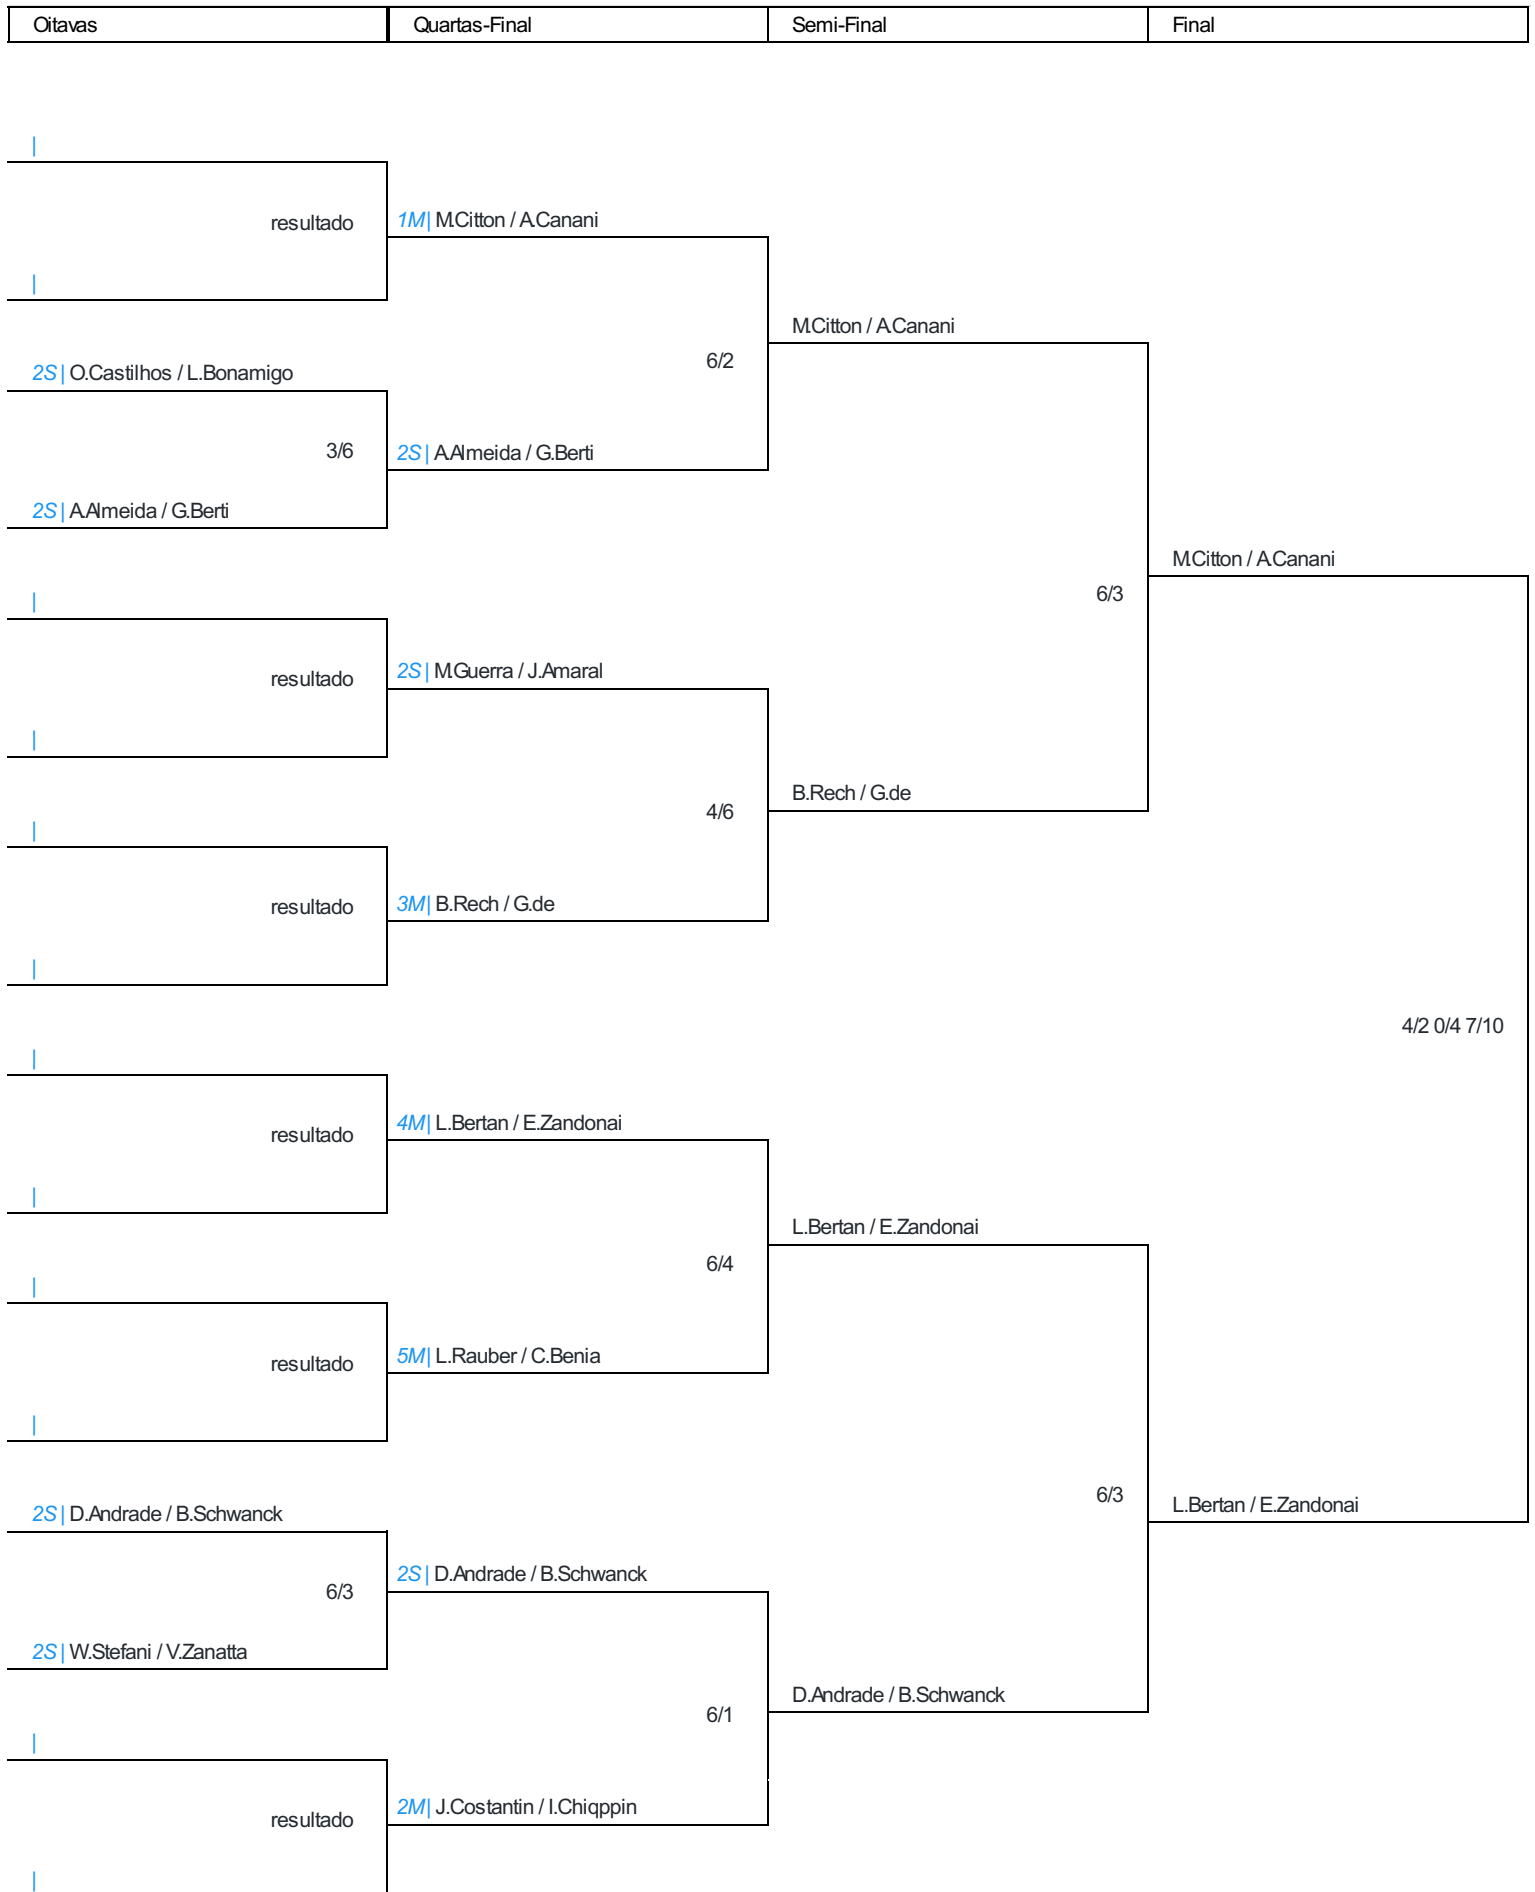 Oitavas Quartas-Final Semi-Final Final
|
resultado 1M| M.Citton / A.Canani
|
M.Citton / A.Canani
6/2
2S| O.Castilhos / L.Bonamigo
3/6 2S| A.Almeida / G.Berti
2S| A.Almeida / G.Berti
M.Citton / A.Canani
6/3
|
resultado 2S| M.Guerra / J.Amaral
|
B.Rech / G.de
4/6
|
resultado 3M| B.Rech / G.de
|
4/2 0/4 7/10
|
resultado 4M| L.Bertan / E.Zandonai
|
L.Bertan / E.Zandonai
6/4
|
resultado 5M| L.Rauber / C.Benia
|
6/3
L.Bertan / E.Zandonai
2S| D.Andrade / B.Schwanck
6/3 2S| D.Andrade / B.Schwanck
2S| W.Stefani / V.Zanatta
D.Andrade / B.Schwanck
6/1
|
resultado 2M| J.Costantin / I.Chiqppin
|